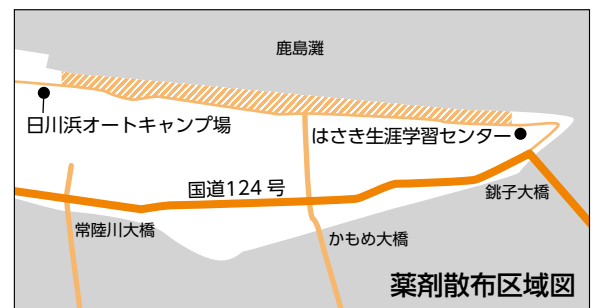 鹿島灘
日川浜オートキャンプ場
はさき生涯学習センター
国道124号
銚子大橋
常陸川大橋
かもめ大橋
薬剤散布区域図